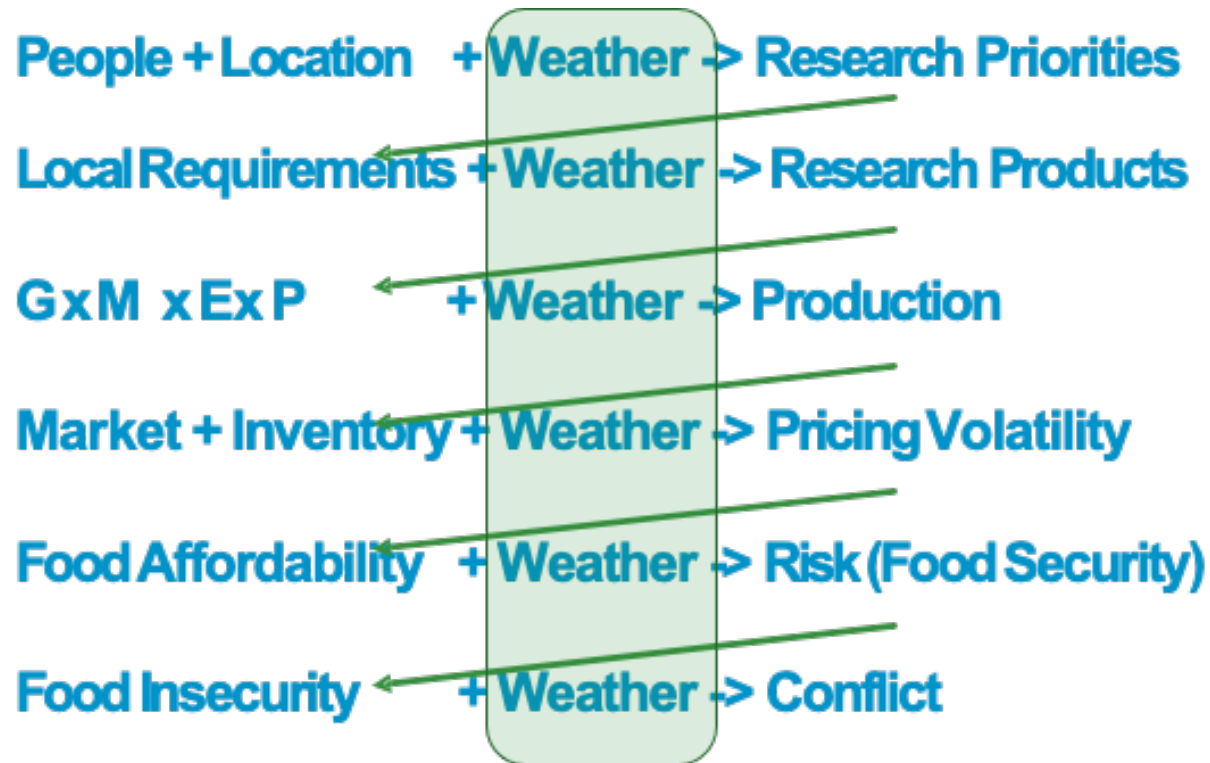 People + Location + Weather -> Research Priorities
Local Requirements + Weather -> Research Products
G x M x E x P + Weather -> Production
Market + Inventory + Weather -> Pricing Volatility
Food Affordability + Weather -> Risk (Food Security)
Food Insecurity + Weather -> Conflict